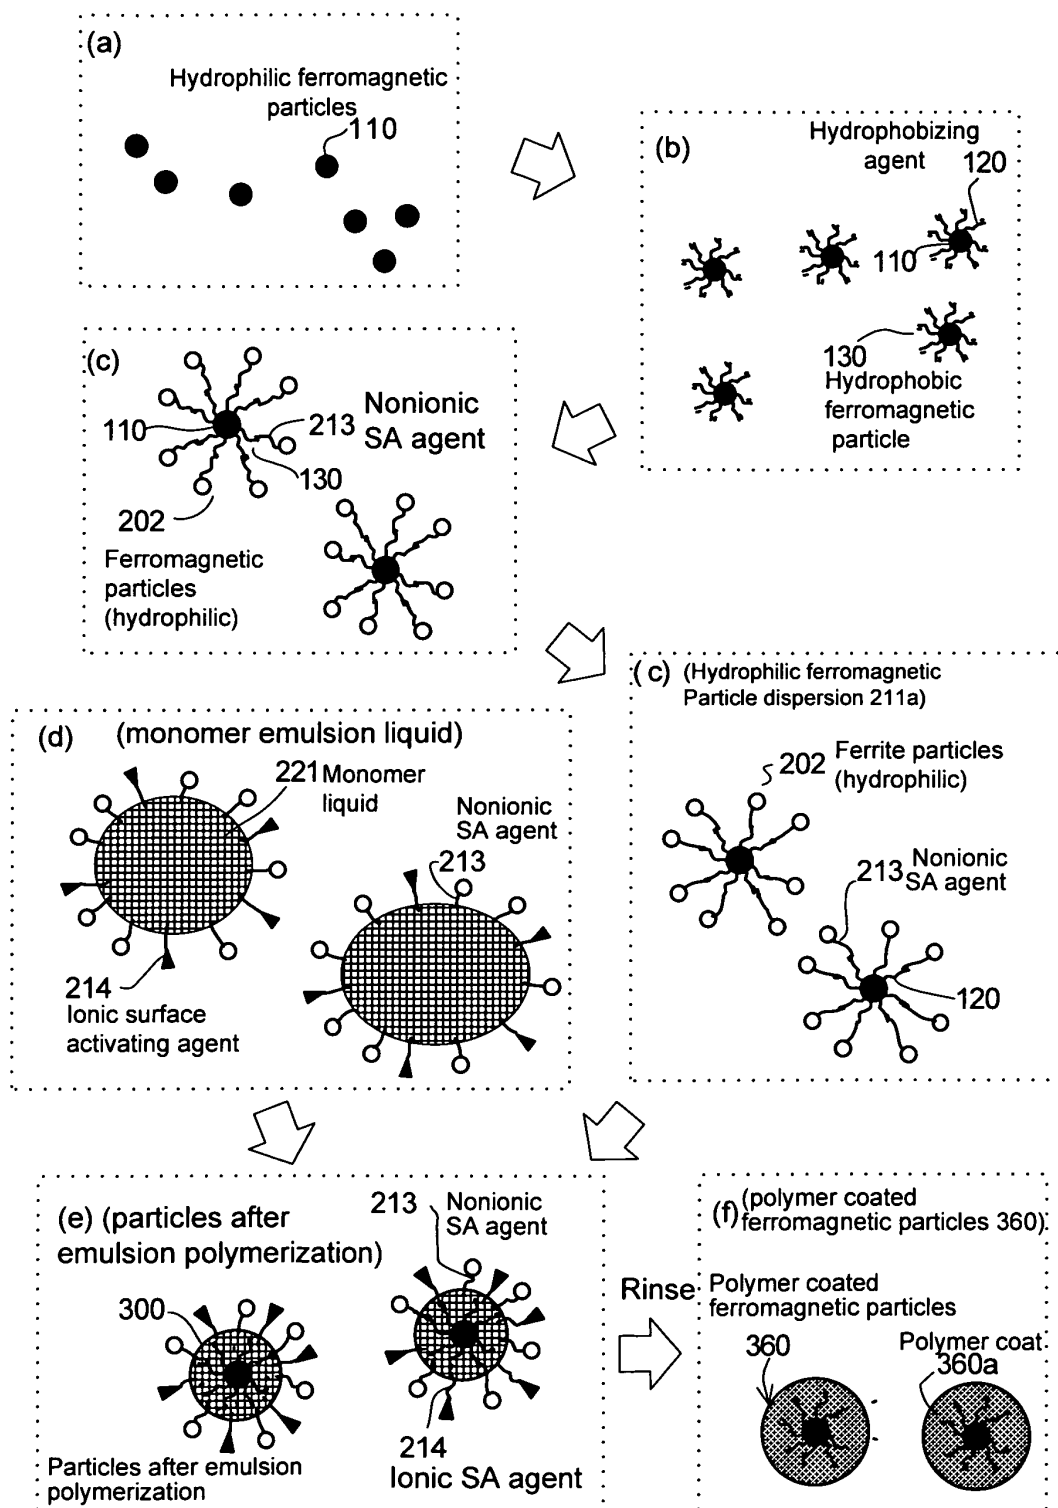 (a)
Hydrophilic ferromagnetic
particles
110
(b)
Hydrophobizing
agent
120
110
130
Hydrophobic
ferromagnetic
particle
(c)
Nonionic
SA agent
110
213
130
202
Ferromagnetic
particles
(hydrophilic)
(c) (Hydrophilic ferromagnetic
Particle dispersion 211a)
202 Ferrite particles
(hydrophilic)
213 Nonionic
SA agent
120
(d) (monomer emulsion liquid)
221 Monomer
liquid
Nonionic
SA agent
213
214
Ionic surface
activating agent
(e) (particles after
emulsion polymerization)
213 Nonionic
SA agent
300
214
Ionic SA agent
Particles after emulsion
polymerization
Rinse
(f) (polymer coated
ferromagnetic particles 360)
Polymer coated
ferromagnetic particles
360
Polymer coat
360a